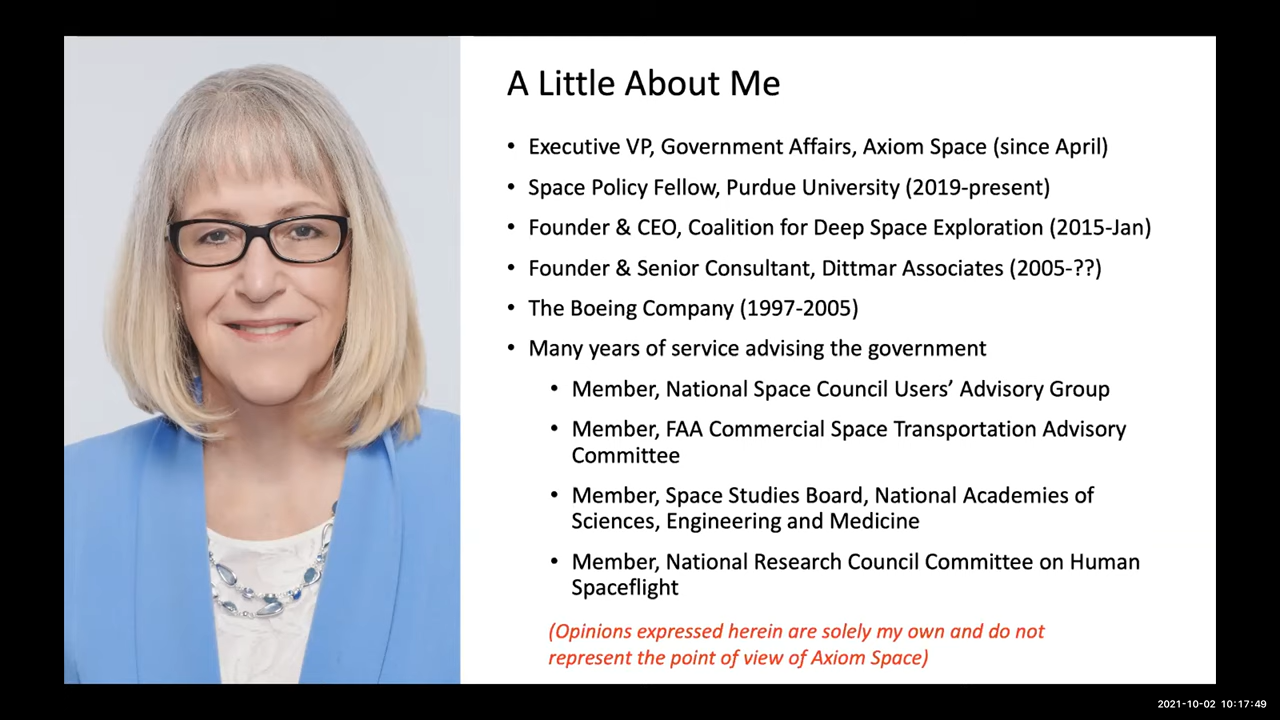 A Little About Me
• Executive VP, Government Affairs, Axiom Space (since April)
• Space Policy Fellow, Purdue University (2019-present)
• Founder & CEO, Coalition for Deep Space Exploration (2015-Jan)
• Founder & Senior Consultant, Dittmar Associates (2005-??)
• The Boeing Company (1997-2005)
• Many years of service advising the government
• Member, National Space Council Users’ Advisory Group
• Member, FAA Commercial Space Transportation Advisory
Committee
• Member, Space Studies Board, National Academies of
Sciences, Engineering and Medicine
• Member, National Research Council Committee on Human
Spaceflight
(Opinions expressed herein are solely my own and do not
represent the point of view of Axiom Space)
2021-10-02 10:17:49